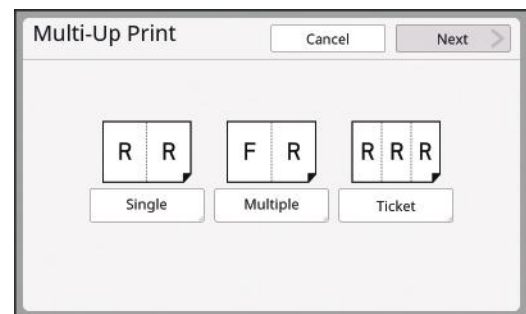 Multi-Up Print Cancel Next
R R F R R R R
Single Multiple Ticket